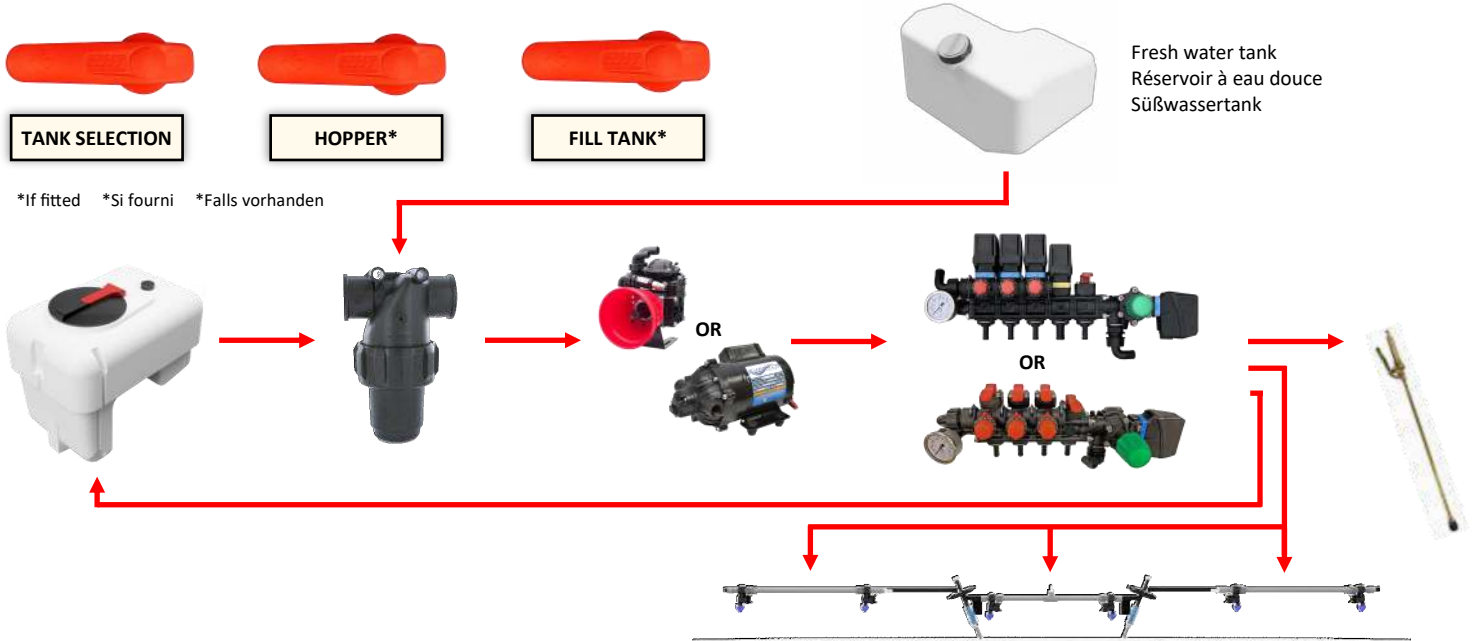 TANK SELECTION
HOPPER*
FILL TANK*
Fresh water tank
Réservoir à eau douce
Süßwassertank
*If fitted *Si fourni *Falls vorhanden
OR
OR